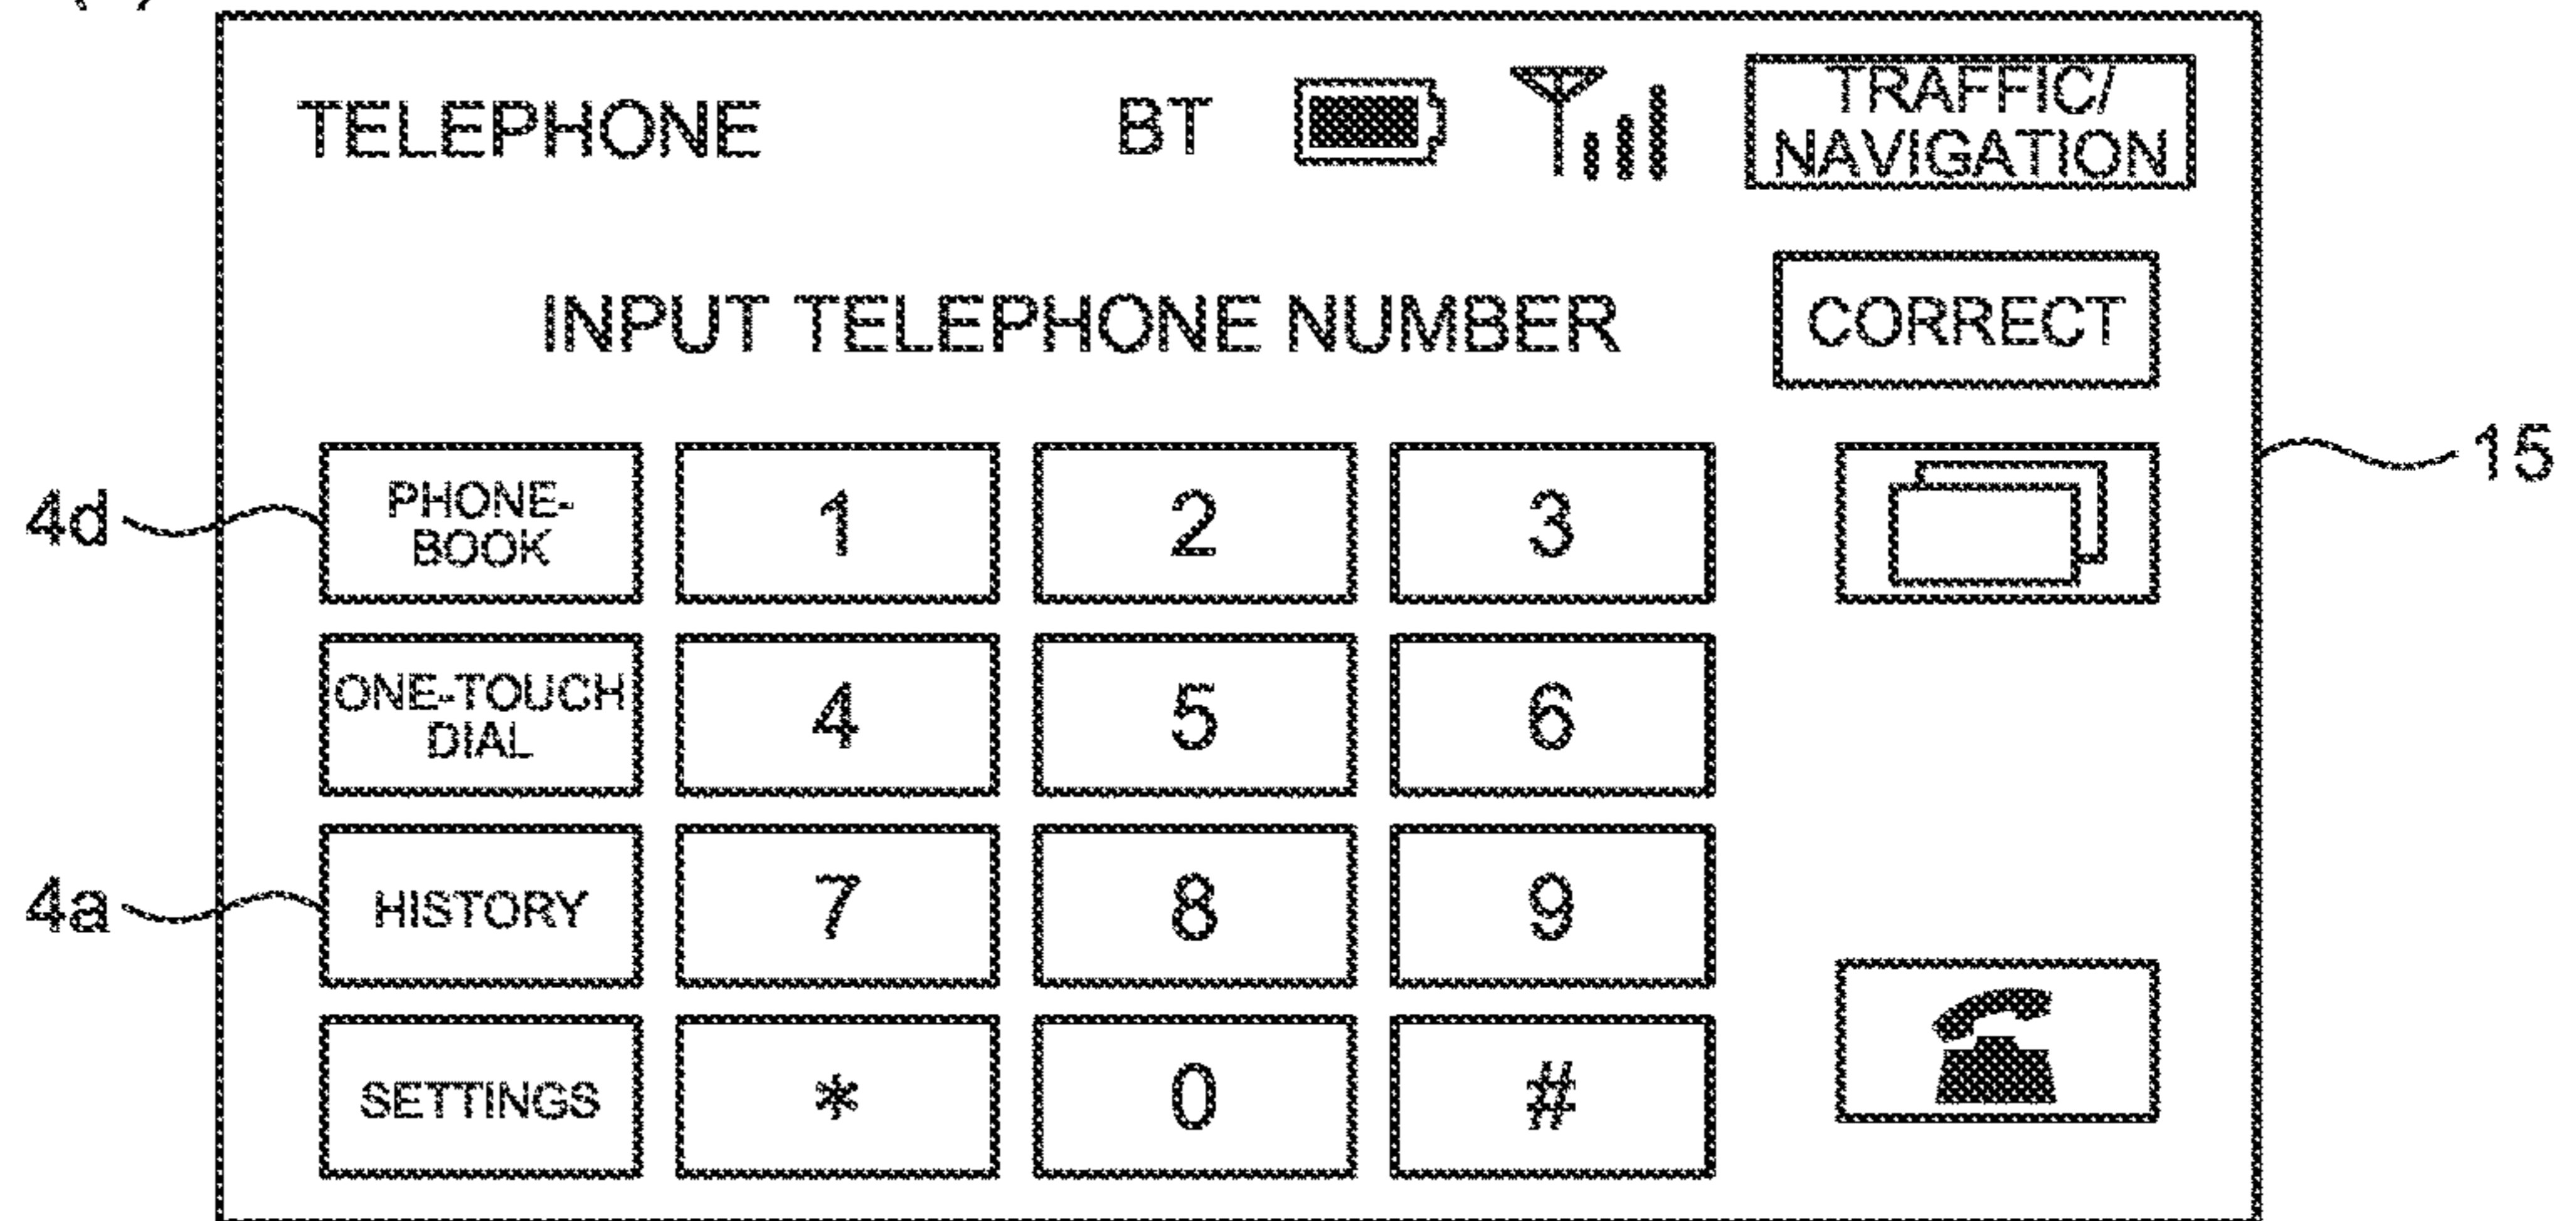 TELEPHONE BT TRAFFIC/
NAVIGATION
INPUT TELEPHONE NUMBER CORRECT
15
4d PHONE-
BOOK 1 2 3
ONE-TOUCH
DIAL 4 5 6
4a HISTORY 7 8 9
SETTINGS * 0 #